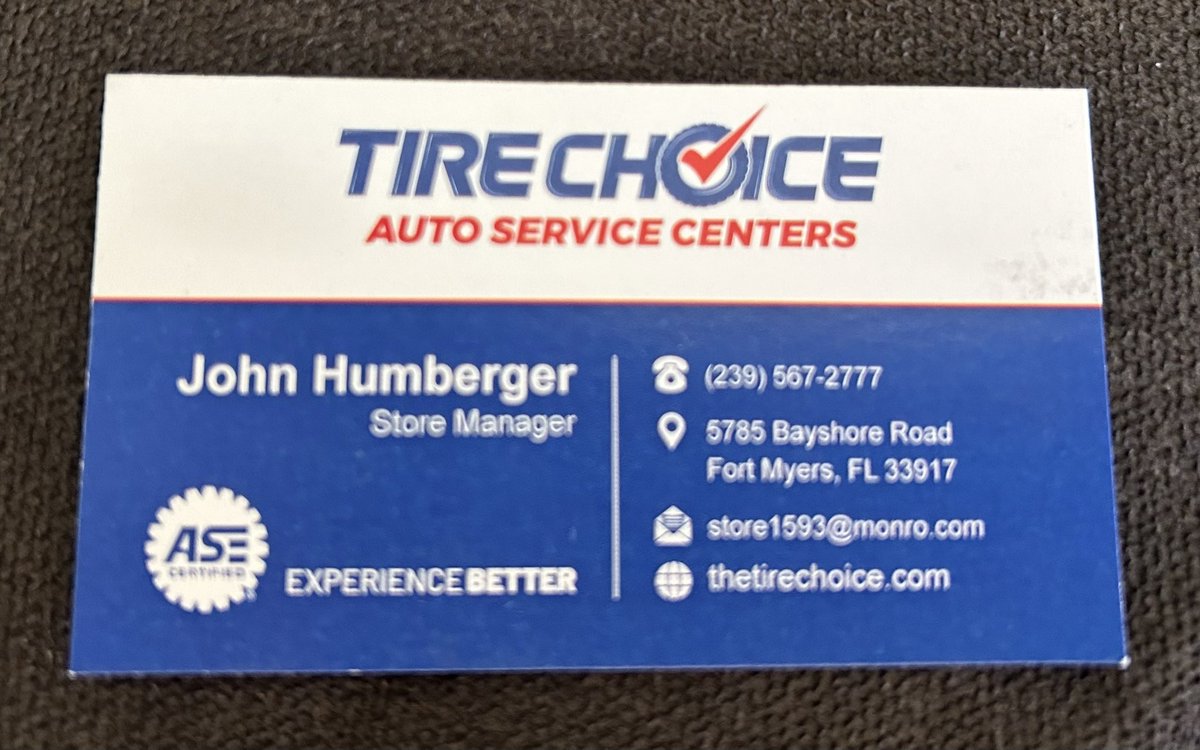 TIRE CHOICE
AUTO SERVICE CENTERS
John Humberger
Store Manager
ASE
CERTIFIED
EXPERIENCE BETTER
(239) 567-2777
5785 Bayshore Road
Fort Myers, FL 33917
store1593@monro.com
thetirechoice.com